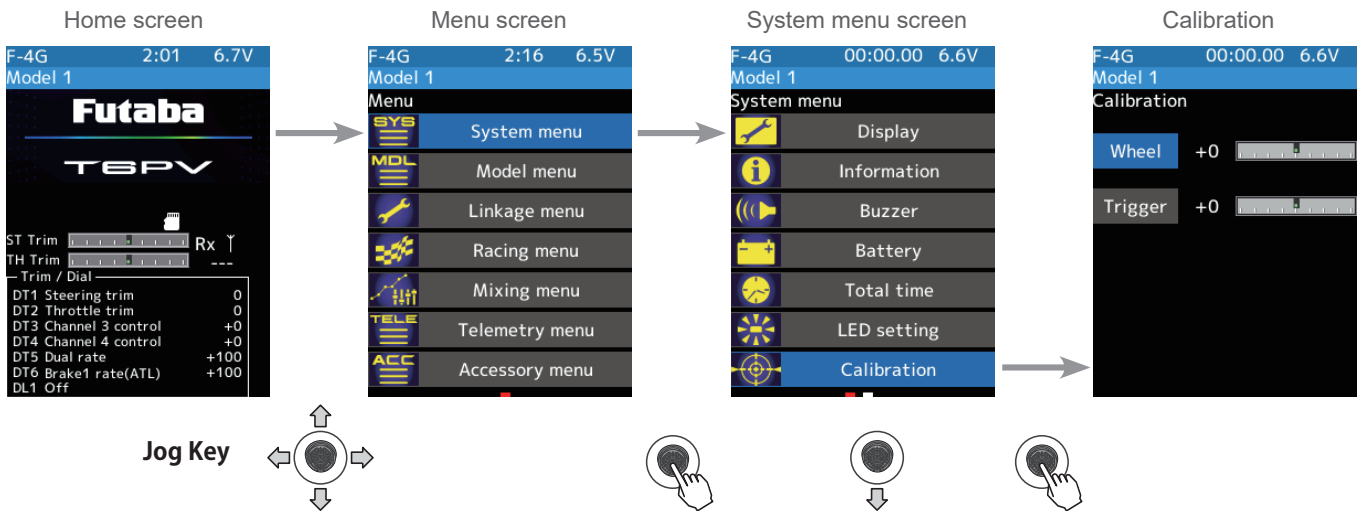 Home screen
F-4G 2:01 6.7V
Model 1
Futaba
T6PV
ST Trim Rx
TH Trim ---
Trim / Dial
DT1 Steering trim 0
DT2 Throttle trim 0
DT3 Channel 3 control +0
DT4 Channel 4 control +0
DT5 Dual rate +100
DT6 Brake1 rate(ATL) +100
DL1 Off
Menu screen
F-4G 2:16 6.5V
Model 1
Menu
SYS System menu
MDL Model menu
Linkage menu
Racing menu
Mixing menu
TELE Telemetry menu
ACC Accessory menu
System menu screen
F-4G 00:00.00 6.6V
Model 1
System menu
Display
Information
Buzzer
Battery
Total time
LED setting
Calibration
Calibration
F-4G 00:00.00 6.6V
Model 1
Calibration
Wheel +0
Trigger +0
Jog Key